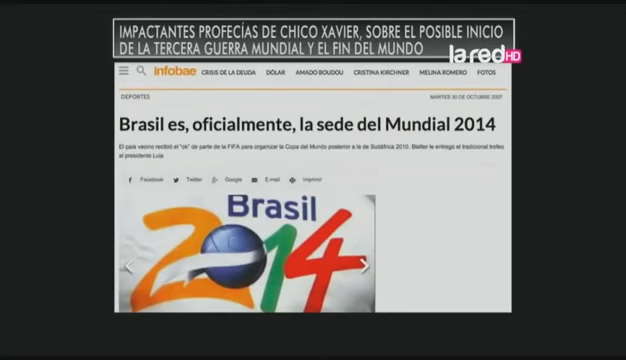 IMPACTANTES PROFECÍAS DE CHICO XAVIER, SOBRE EL POSIBLE INICIO
DE LA TERCERA GUERRA MUNDIAL Y EL FIN DEL MUNDO
la red HD
infobae CRISIS DE LA DEUDA DÓLAR AMADO BOUDOU CRISTINA KIRCHNER MELINA ROMERO FOTOS
DEPORTES MARTES 30 DE OCTUBRE 2007
Brasil es, oficialmente, la sede del Mundial 2014
El país vecino recibió el "ok" de parte de la FIFA para organizar la Copa del Mundo posterior a la de Sudáfrica 2010. Blatter le entregó el tradicional trofeo
al presidente Lula
Facebook Twitter Google E-mail Imprimir
Brasil
2014